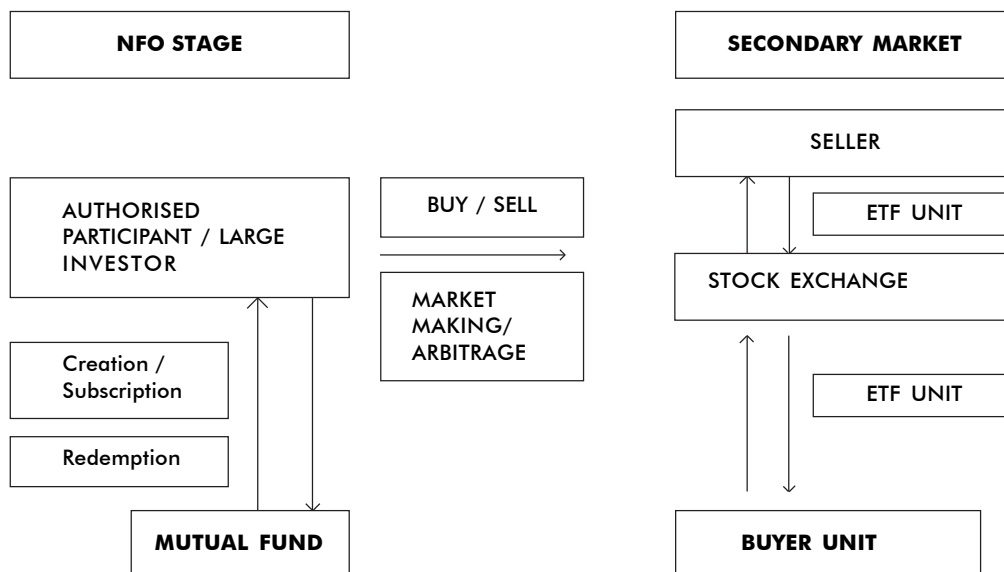 NFO STAGE
SECONDARY MARKET
SELLER
AUTHORISED
PARTICIPANT / LARGE
INVESTOR
BUY / SELL
ETF UNIT
STOCK EXCHANGE
MARKET
MAKING/
ARBITRAGE
Creation /
Subscription
ETF UNIT
Redemption
MUTUAL FUND
BUYER UNIT